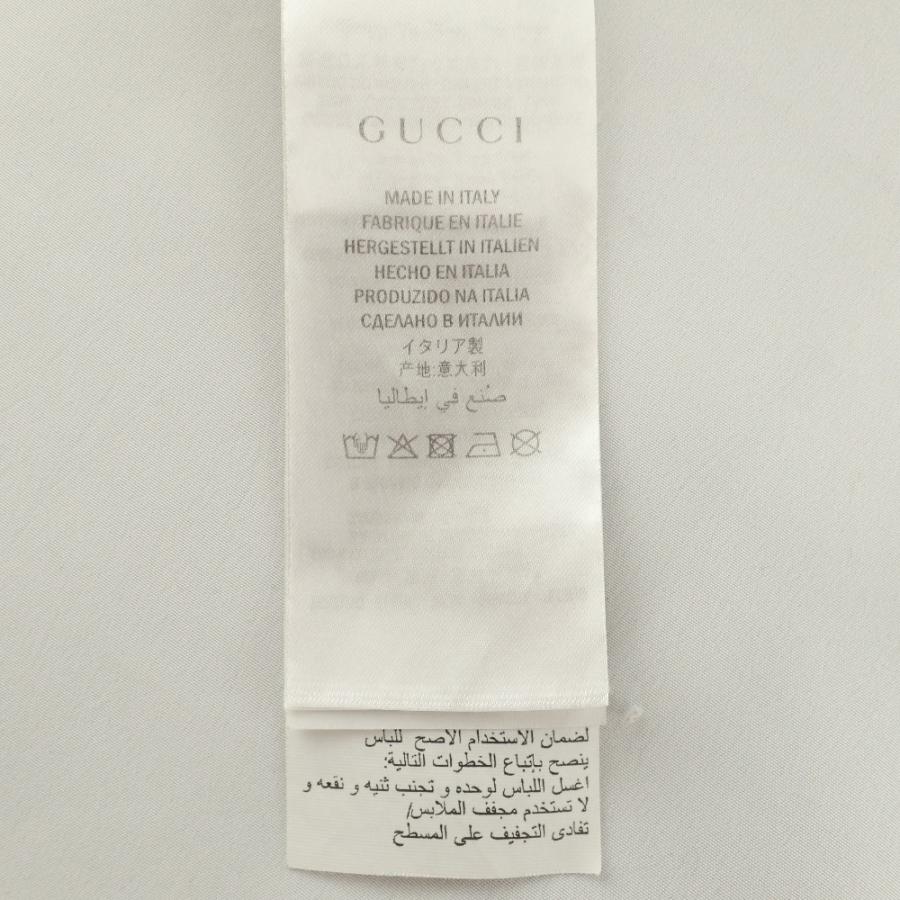 GUCCI
MADE IN ITALY
FABRIQUE EN ITALIE
HERGESTELLT IN ITALIEN
HECHO EN ITALIA
PRODUZIDO NA ITALIA
СДЕЛАНО В ИТАЛИИ
イタリア製
产地:意大利
صُنع في إيطاليا
لضمان الاستخدام الاصح للباس
ينصح بإتباع الخطوات التالية:
اغسل اللباس لوحده و تجنب ثنيه و نقعه و
لا تستخدم مجفف الملابس/
تفادى التجفيف على المسطح